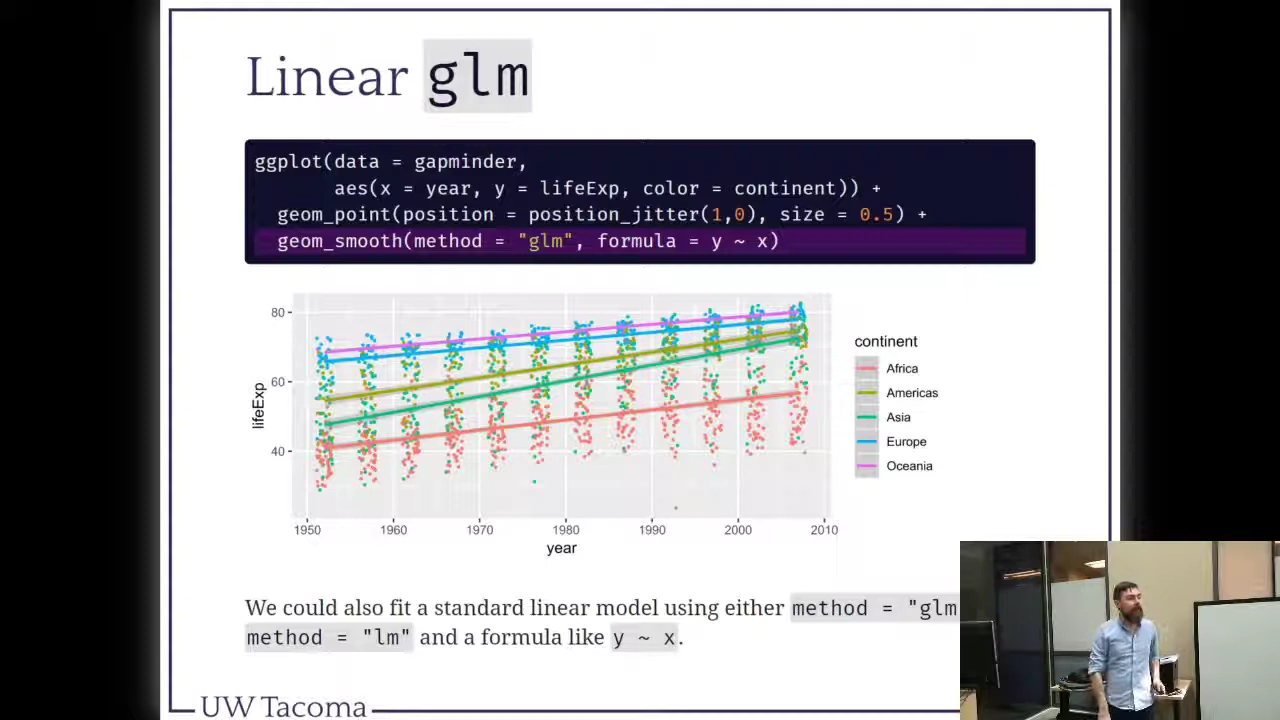 Linear glm
ggplot(data = gapminder,
aes(x = year, y = lifeExp, color = continent)) +
geom_point(position = position_jitter(1,0), size = 0.5) +
geom_smooth(method = "glm", formula = y ~ x)
80
60
40
lifeExp
1950 1960 1970 1980 1990 2000 2010
year
continent
Africa
Americas
Asia
Europe
Oceania
We could also fit a standard linear model using either method = "glm
method = "lm" and a formula like y ~ x.
UW Tacoma